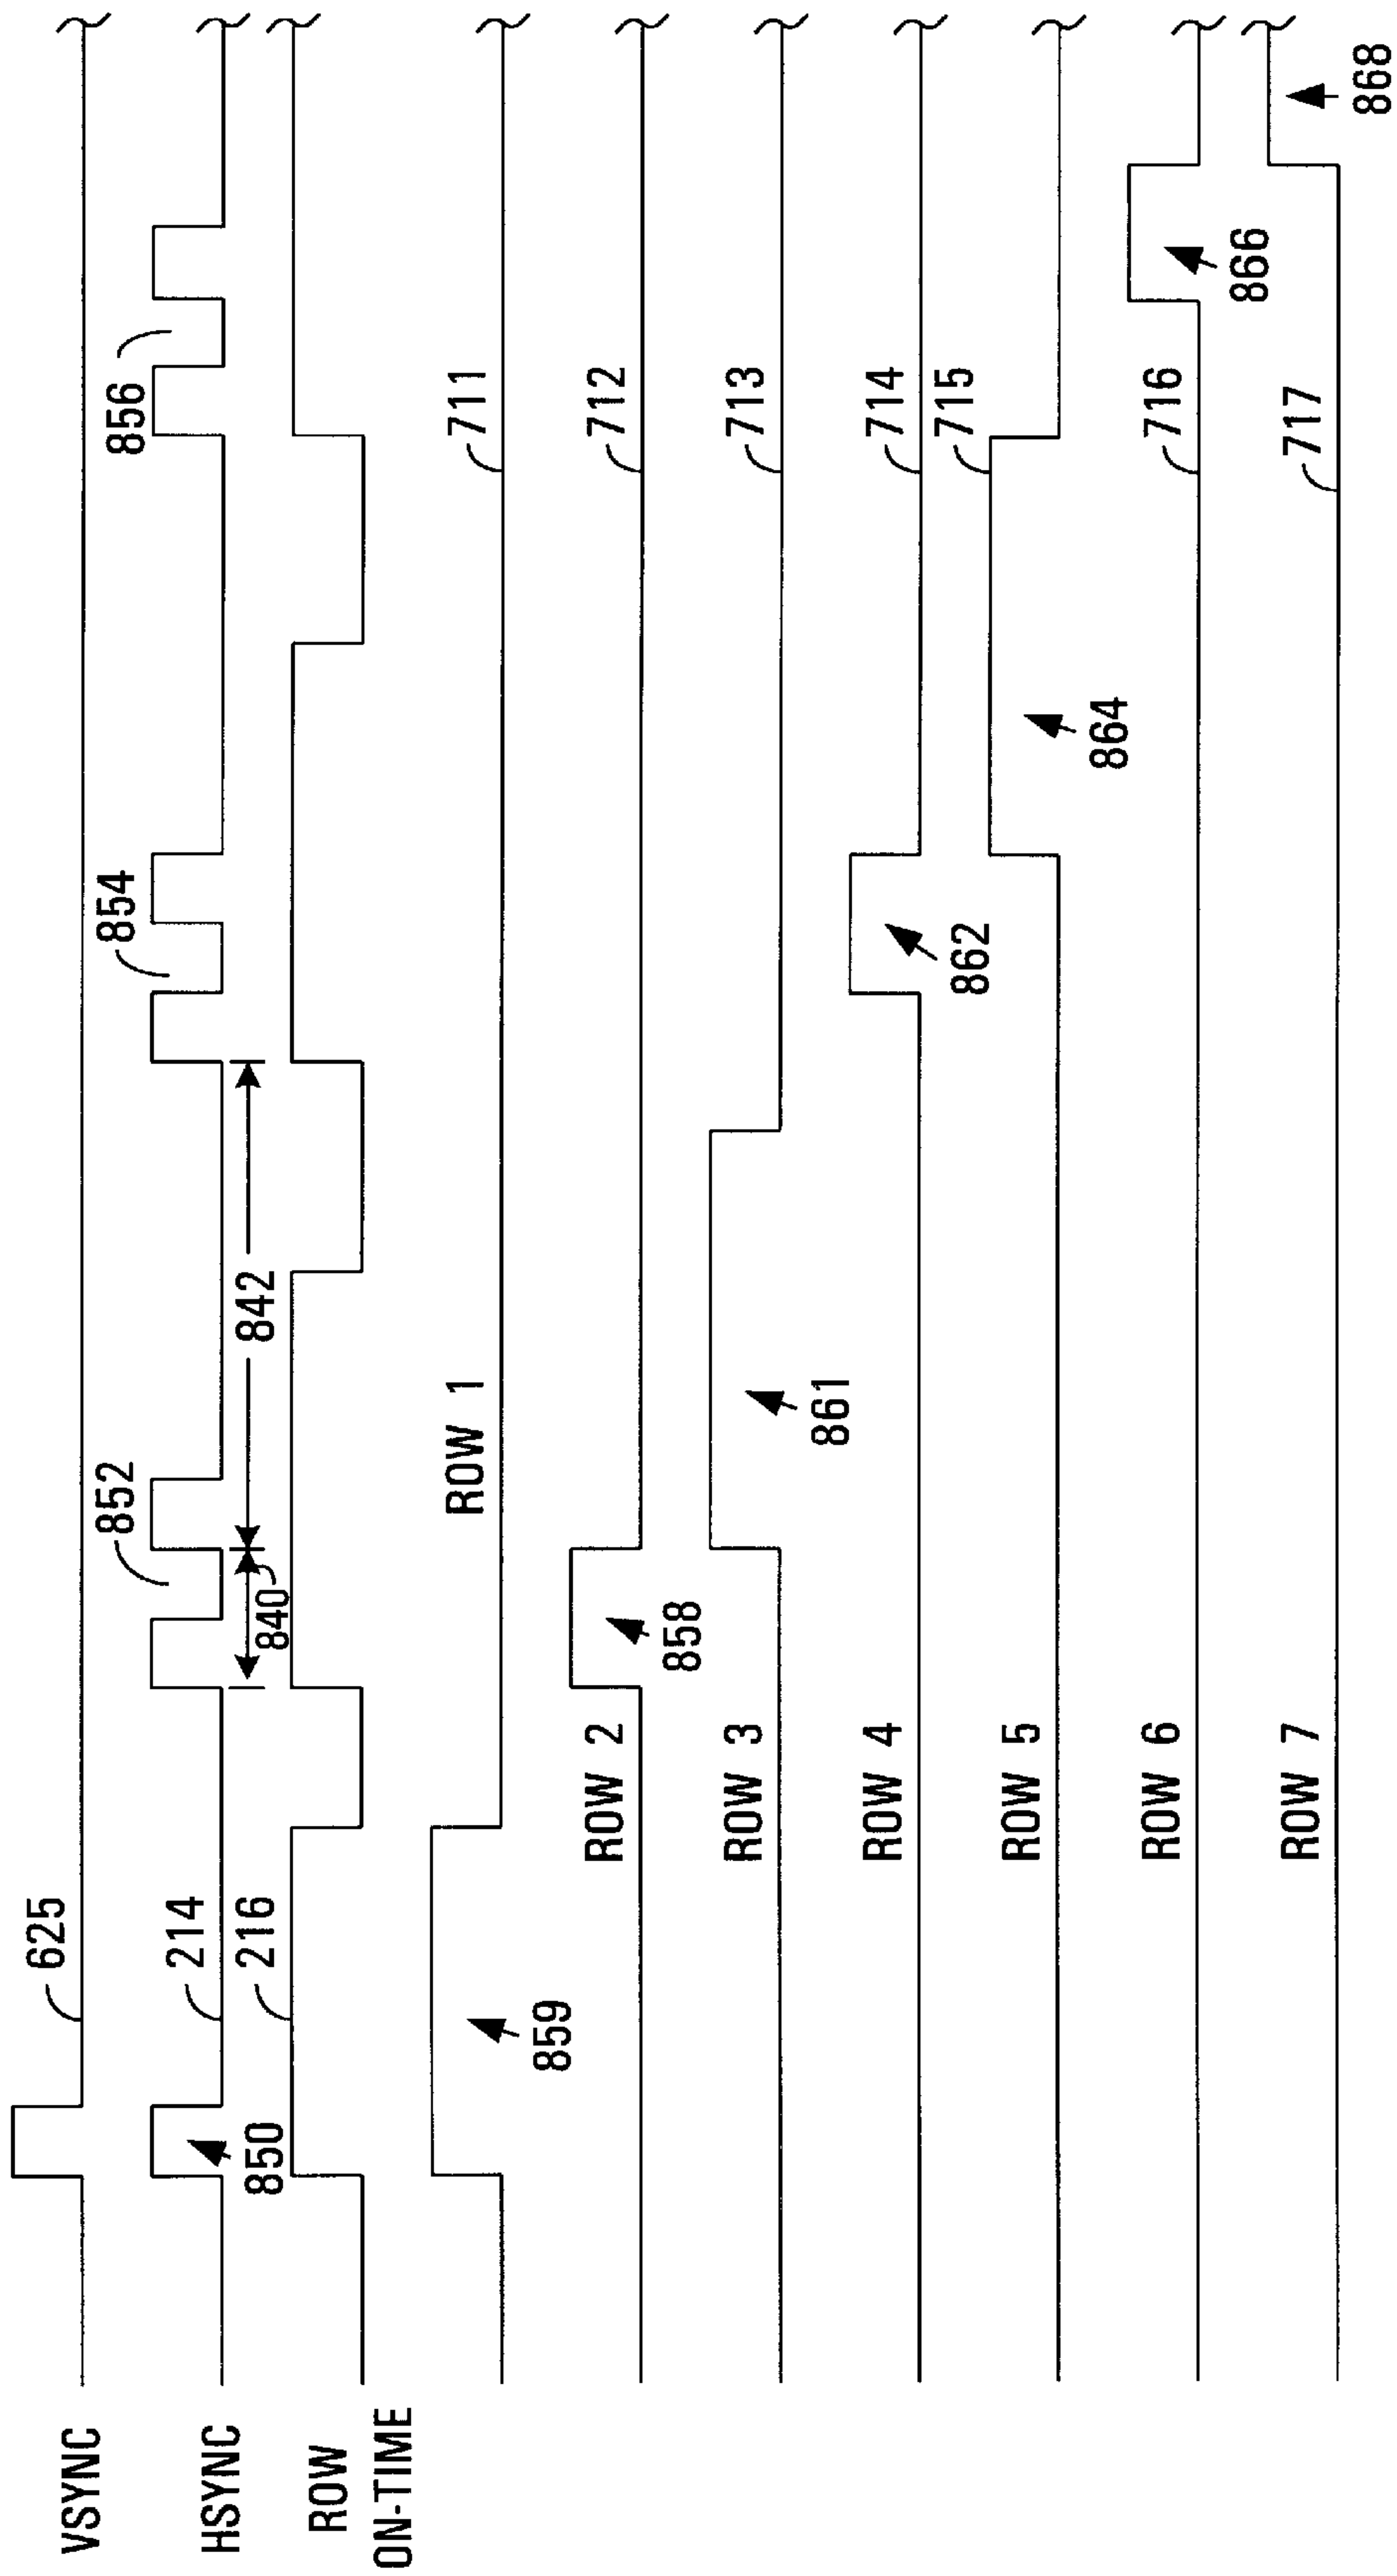 VSYNC
625
HSYNC
850
214
852
840
842
854
856
ROW
ON-TIME
216
859
ROW 1
711
ROW 2
858
712
ROW 3
861
713
ROW 4
862
714
ROW 5
864
715
ROW 6
716
866
ROW 7
717
868